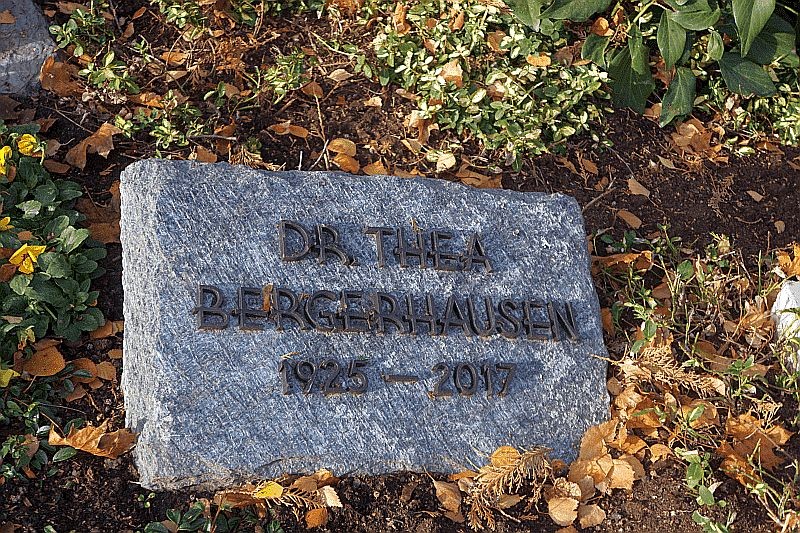 DR. THEA
BERGERHAUSEN
1925 – 2017